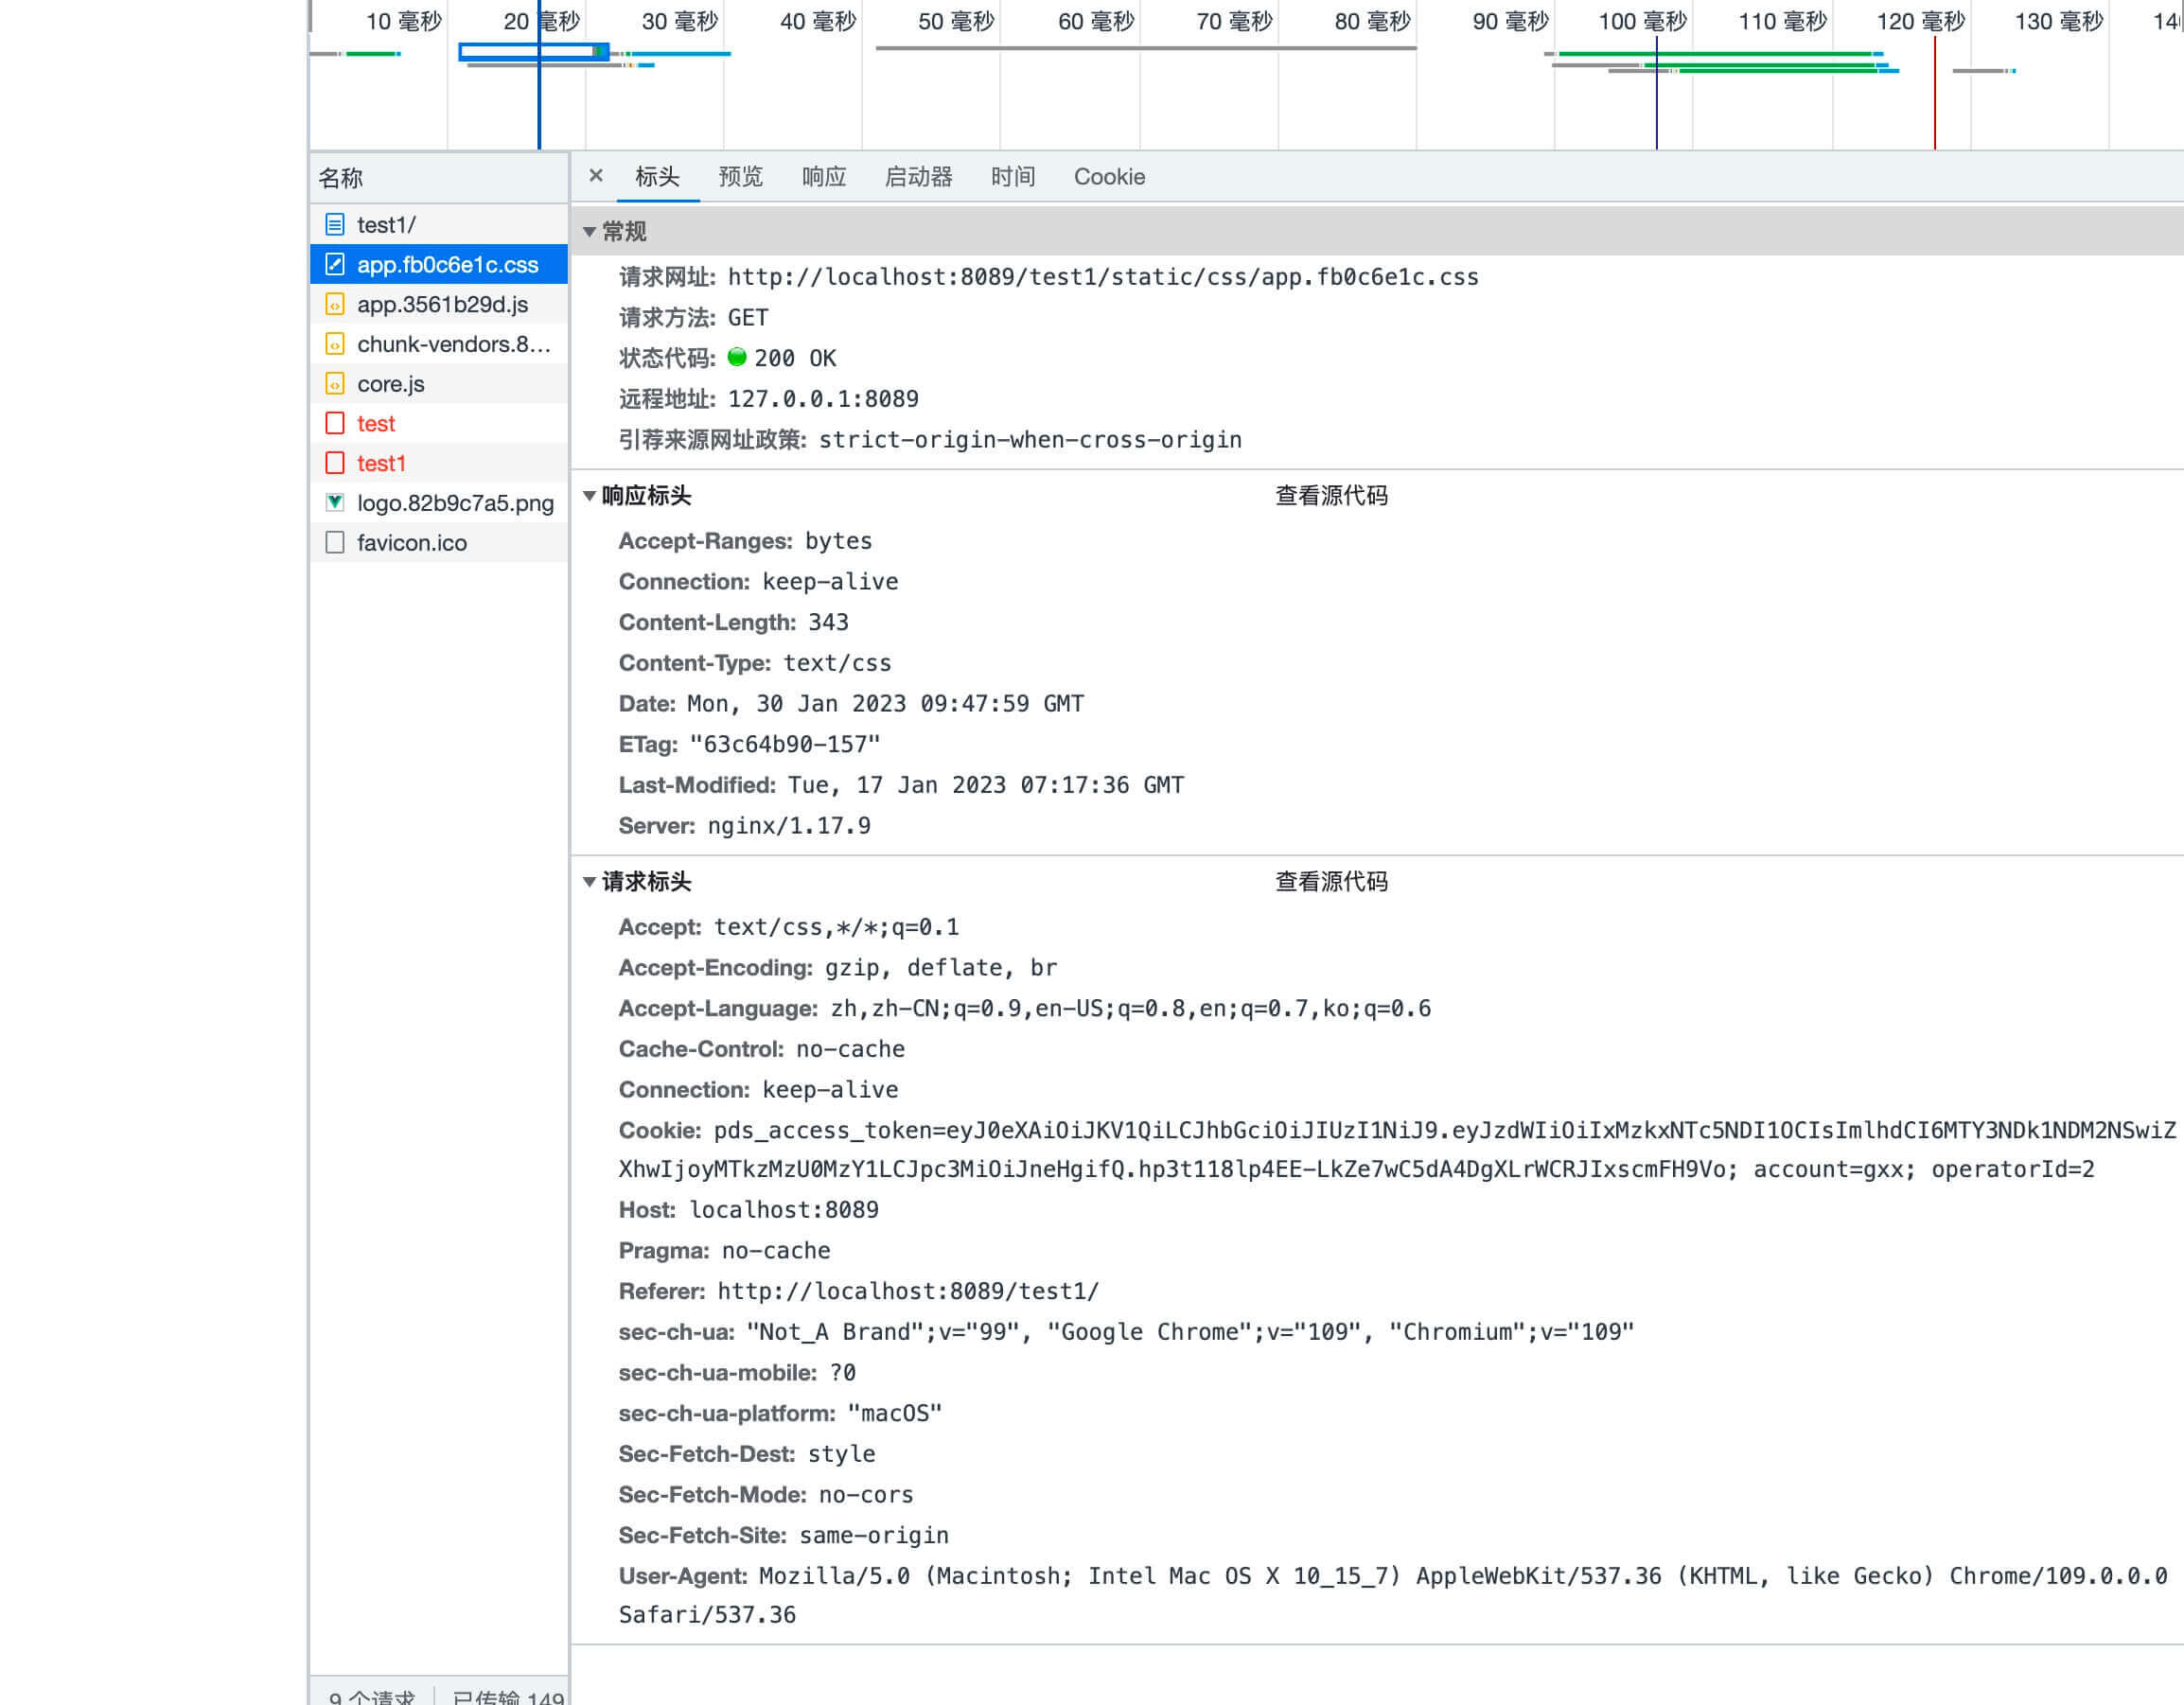 10 毫秒 20 毫秒 30 毫秒 40 毫秒 50 毫秒 60 毫秒 70 毫秒 80 毫秒 90 毫秒 100 毫秒 110 毫秒 120 毫秒 130 毫秒
名称
test1/
app.fb0c6e1c.css
app.3561b29d.js
chunk-vendors.8...
core.js
test
test1
logo.82b9c7a5.png
favicon.ico
9 个请求 已传输 149
× 标头 预览 响应 启动器 时间 Cookie
常规
请求网址: http://localhost:8089/test1/static/css/app.fb0c6e1c.css
请求方法: GET
状态代码: 200 OK
远程地址: 127.0.0.1:8089
引荐来源网址政策: strict-origin-when-cross-origin
响应标头 查看源代码
Accept-Ranges: bytes
Connection: keep-alive
Content-Length: 343
Content-Type: text/css
Date: Mon, 30 Jan 2023 09:47:59 GMT
ETag: "63c64b90-157"
Last-Modified: Tue, 17 Jan 2023 07:17:36 GMT
Server: nginx/1.17.9
请求标头 查看源代码
Accept: text/css,*/*;q=0.1
Accept-Encoding: gzip, deflate, br
Accept-Language: zh,zh-CN;q=0.9,en-US;q=0.8,en;q=0.7,ko;q=0.6
Cache-Control: no-cache
Connection: keep-alive
Cookie: pds_access_token=eyJ0eXAiOiJKV1QiLCJhbGciOiJIUzI1NiJ9.eyJzdWIiOiIxMzkxNTc5NDI1OCIsImlhdCI6MTY3NDk1NDM2NSwiZ
XhwIjoyMTkzMzU0MzY1LCJpc3MiOiJneHgifQ.hp3t118lp4EE-LkZe7wC5dA4DgXLrWCRJIxscmFH9Vo; account=gxx; operatorId=2
Host: localhost:8089
Pragma: no-cache
Referer: http://localhost:8089/test1/
sec-ch-ua: "Not_A Brand";v="99", "Google Chrome";v="109", "Chromium";v="109"
sec-ch-ua-mobile: ?0
sec-ch-ua-platform: "macOS"
Sec-Fetch-Dest: style
Sec-Fetch-Mode: no-cors
Sec-Fetch-Site: same-origin
User-Agent: Mozilla/5.0 (Macintosh; Intel Mac OS X 10_15_7) AppleWebKit/537.36 (KHTML, like Gecko) Chrome/109.0.0.0
Safari/537.36